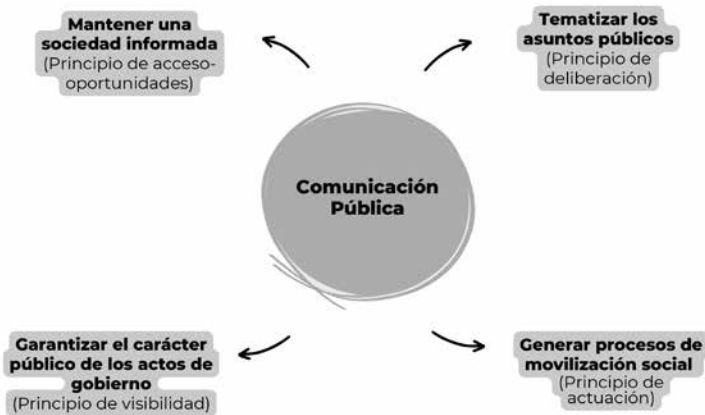 Mantener una
sociedad informada
(Principio de acceso-
oportunidades)
Tematizar los
asuntos públicos
(Principio de
deliberación)
Comunicación
Pública
Garantizar el carácter
público de los actos de
gobierno
(Principio de visibilidad)
Generar procesos de
movilización social
(Principio de
actuación)